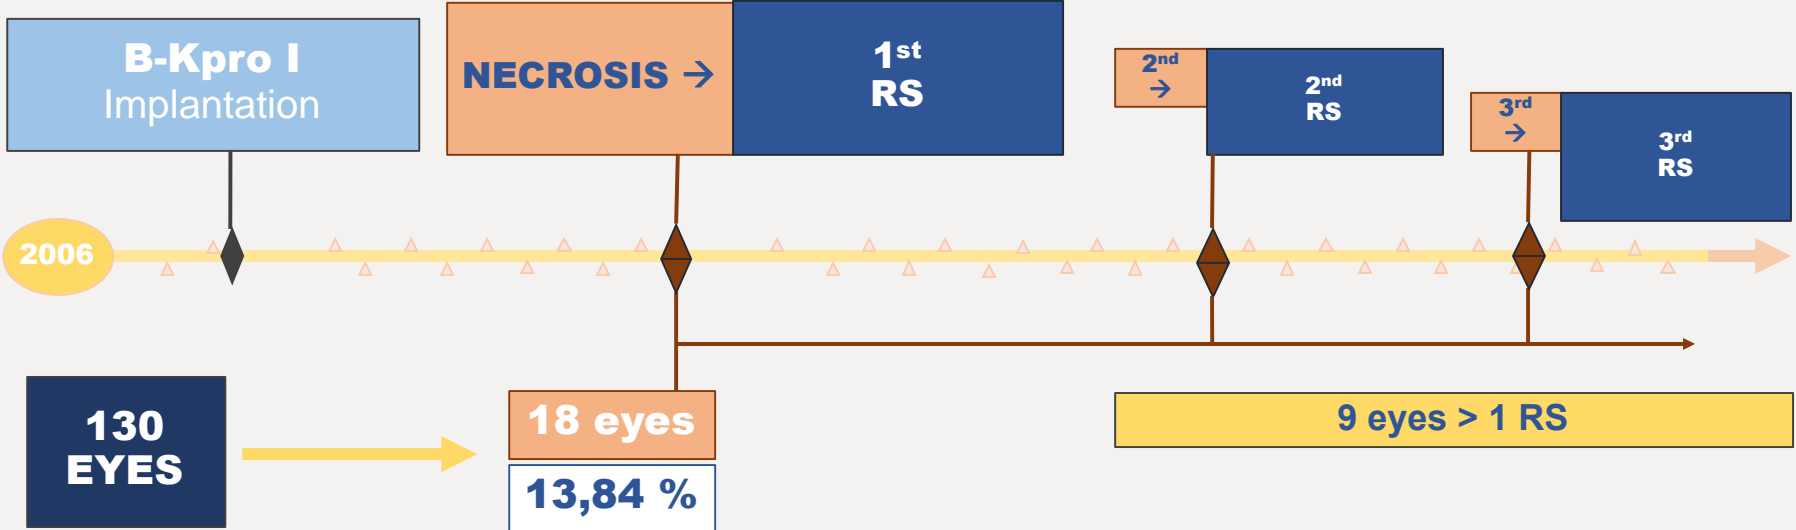 B-Kpro I
Implantation
NECROSIS →
1st
RS
2nd
→
2nd
RS
3rd
→
3rd
RS
2006
130
EYES
18 eyes
13,84 %
9 eyes > 1 RS